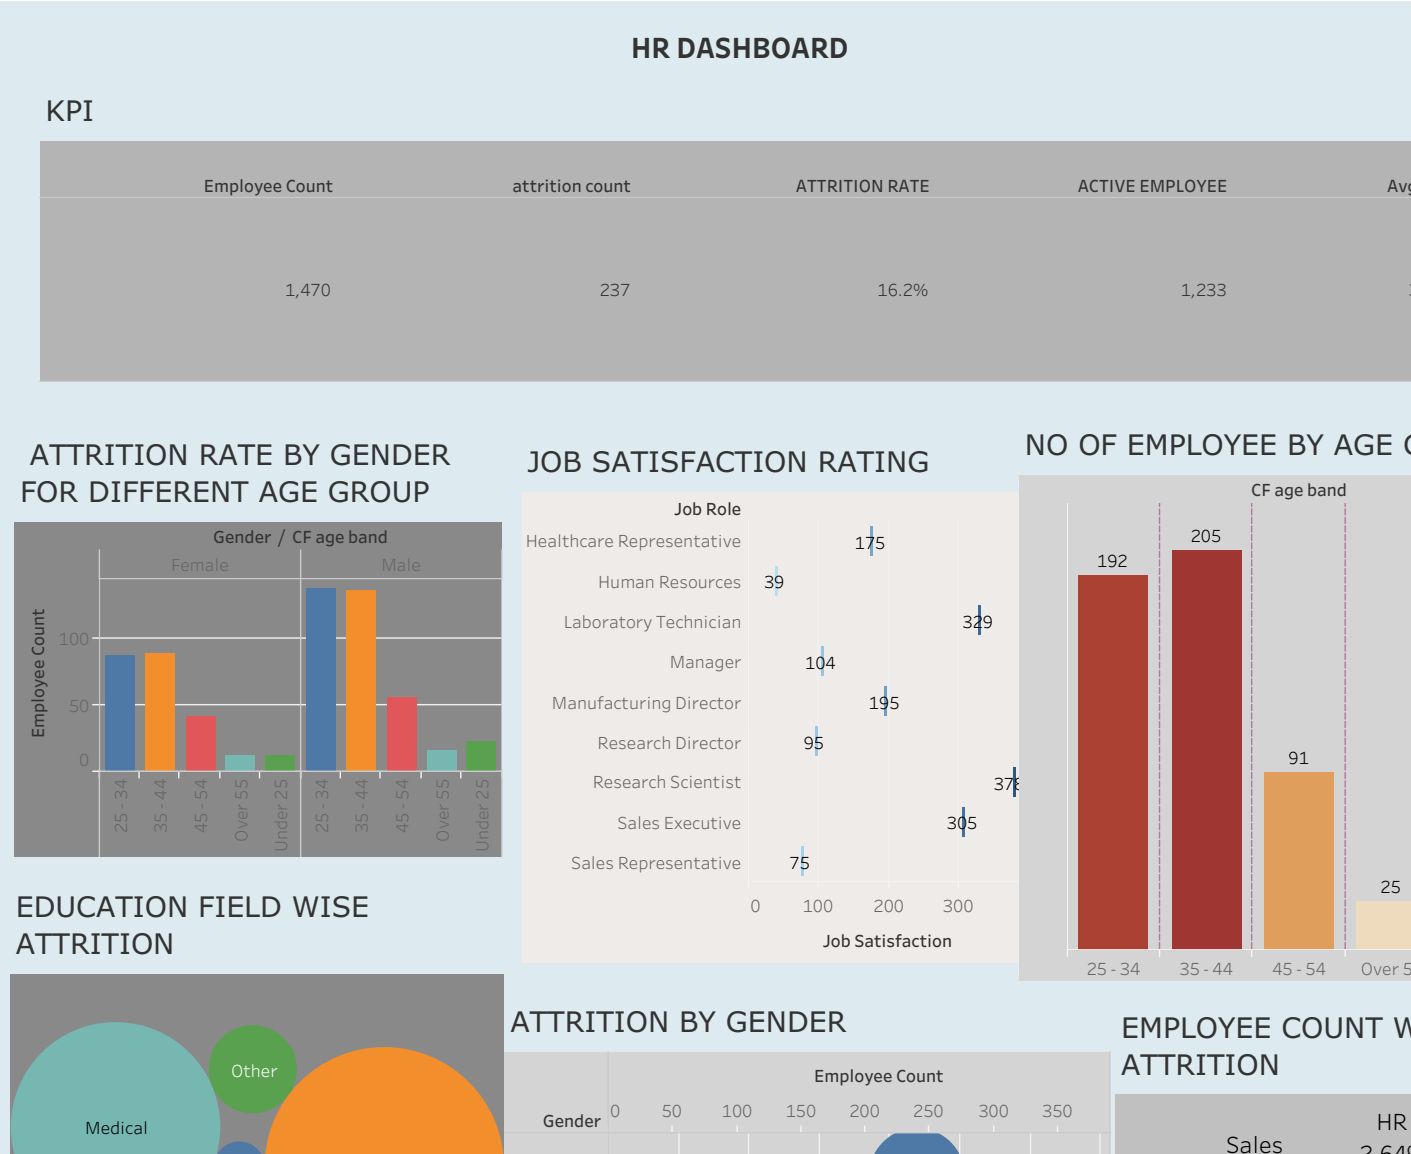 HR DASHBOARD
KPI
Employee Count
attrition count
ATTRITION RATE
ACTIVE EMPLOYEE
1,470
237
16.2%
1,233
ATTRITION RATE BY GENDER
FOR DIFFERENT AGE GROUP
Gender / CF age band
Female
Male
Employee Count
100
50
0
25 - 34
35 - 44
45 - 54
Over 55
Under 25
25 - 34
35 - 44
45 - 54
Over 55
Under 25
JOB SATISFACTION RATING
Job Role
Healthcare Representative 175
Human Resources 39
Laboratory Technician 329
Manager 104
Manufacturing Director 195
Research Director 95
Research Scientist
Sales Executive 305
Sales Representative 75
0 100 200 300
Job Satisfaction
NO OF EMPLOYEE BY AGE
CF age band
192
205
91
25
25 - 34
35 - 44
45 - 54
Over
EDUCATION FIELD WISE
ATTRITION
Other
Medical
ATTRITION BY GENDER
Employee Count
0 50 100 150 200 250 300 350
Gender
EMPLOYEE COUNT
ATTRITION
HR
Sales